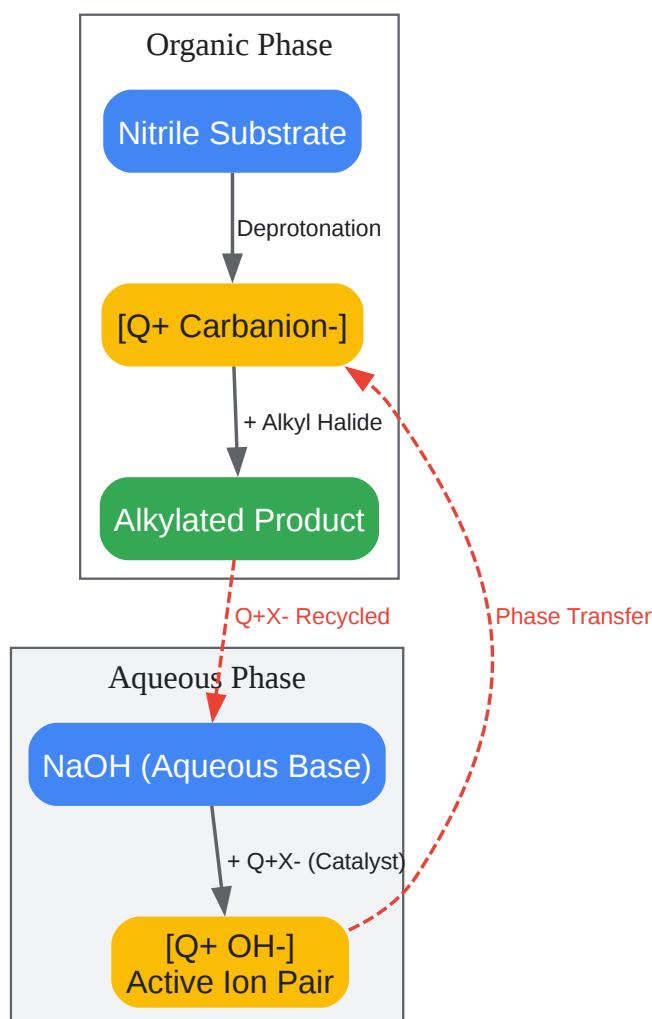 Organic Phase
Nitrile Substrate
Deprotonation
[Q+ Carbanion-]
+ Alkyl Halide
Alkylated Product
Q+X- Recycled
Phase Transfer
Aqueous Phase
NaOH (Aqueous Base)
+ Q+X- (Catalyst)
[Q+ OH-]
Active Ion Pair